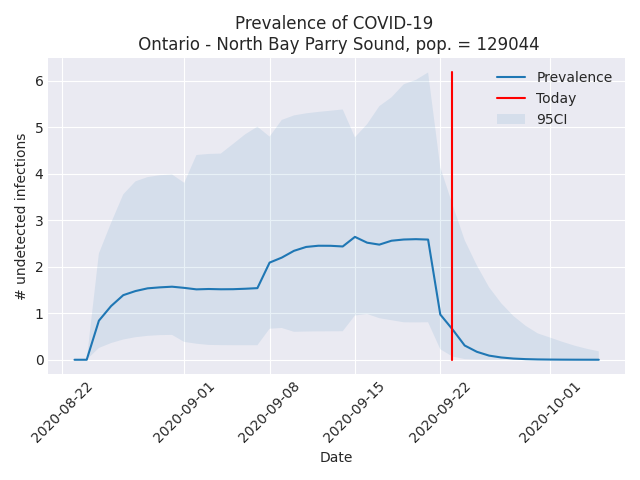 Prevalence of COVID-19
Ontario - North Bay Parry Sound, pop. = 129044
Prevalence
Today
95CI
# undetected infections
6
5
4
3
2
1
0
2020-08-22
2020-09-01
2020-09-08
2020-09-15
2020-09-22
2020-10-01
Date